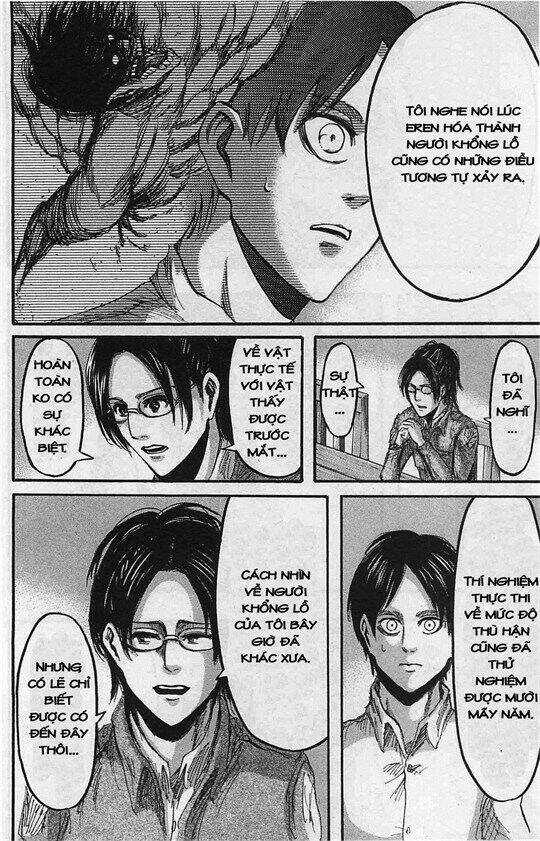 TÔI NGHE NÓI LÚC
EREN HÓA THÀNH
NGƯỜI KHỔNG LỒ
CŨNG CÓ NHỮNG ĐIỀU
TƯƠNG TỰ XẢY RA.
TÔI
ĐÃ
NGHĨ
...
SỰ
THẬT
...
VỀ VẬT
THỰC TẾ
VỚI VẬT
THẤY
ĐƯỢC
TRƯỚC
MẮT...
HOÀN
TOÀN
KO CÓ
SỰ
KHÁC
BIỆT.
THÍ NGHIỆM
THỰC THI
VỀ MỨC ĐỘ
THÙ HẬN
CŨNG ĐÃ
THỬ
NGHIỆM
ĐƯỢC MƯỜI
MẤY NĂM.
CÁCH NHÌN
VỀ NGƯỜI
KHỔNG LỒ
CỦA TÔI BÂY
GIỜ ĐÃ
KHÁC XƯA.
NHƯNG
CÓ LẼ CHỈ
BIẾT
ĐƯỢC CÓ
ĐẾN ĐÂY
THÔI...